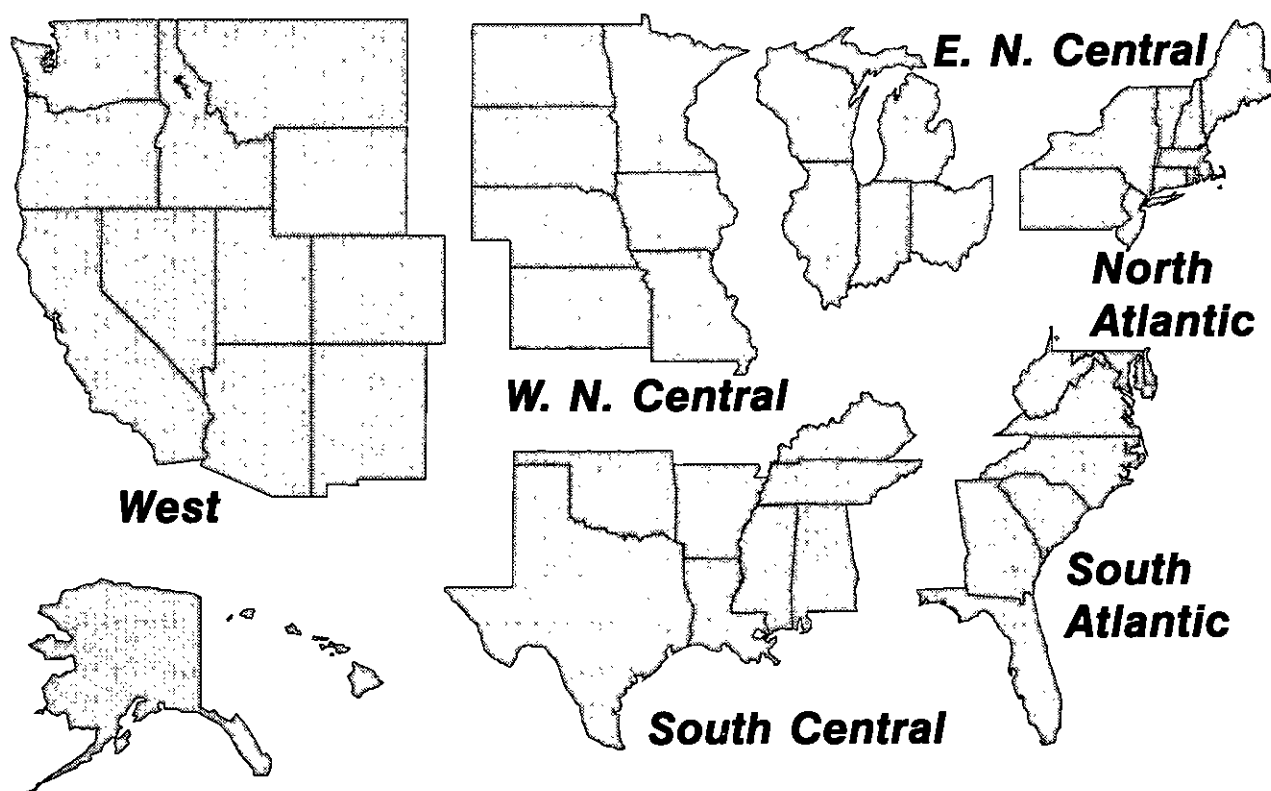 E. N. Central
North
Atlantic
W. N. Central
West
South
Atlantic
South Central